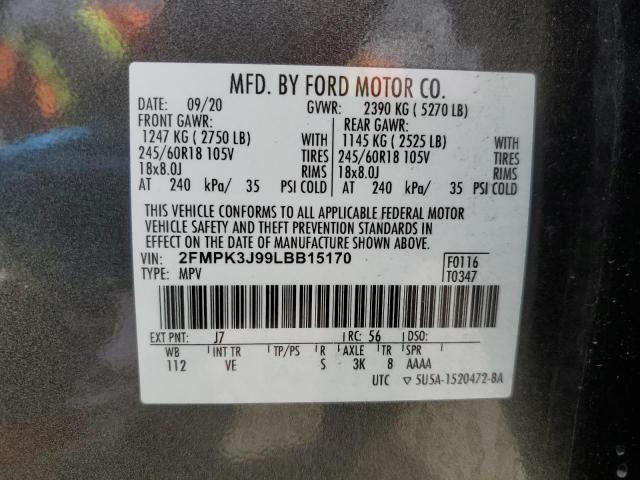 MFD. BY FORD MOTOR CO.
DATE: 09/20 GVWR: 2390 KG ( 5270 LB)
FRONT GAWR: REAR GAWR:
1247 KG ( 2750 LB) WITH 1145 KG ( 2525 LB) WITH
245/60R18 105V TIRES 245/60R18 105V TIRES
18x8.0J RIMS 18x8.0J RIMS
AT 240 kPa/ 35 PSI COLD AT 240 kPa/ 35 PSI COLD
THIS VEHICLE CONFORMS TO ALL APPLICABLE FEDERAL MOTOR
VEHICLE SAFETY AND THEFT PREVENTION STANDARDS IN
EFFECT ON THE DATE OF MANUFACTURE SHOWN ABOVE.
VIN: 2FMPK3J99LBB15170 F0116
TYPE: MPV T0347
EXT PNT: J7 RC: 56 DSO:
WB INT TR TP/PS R AXLE TR SPR
112 VE S 3K 8 AAAA
UTC ▽ 5U5A-1520472-BA